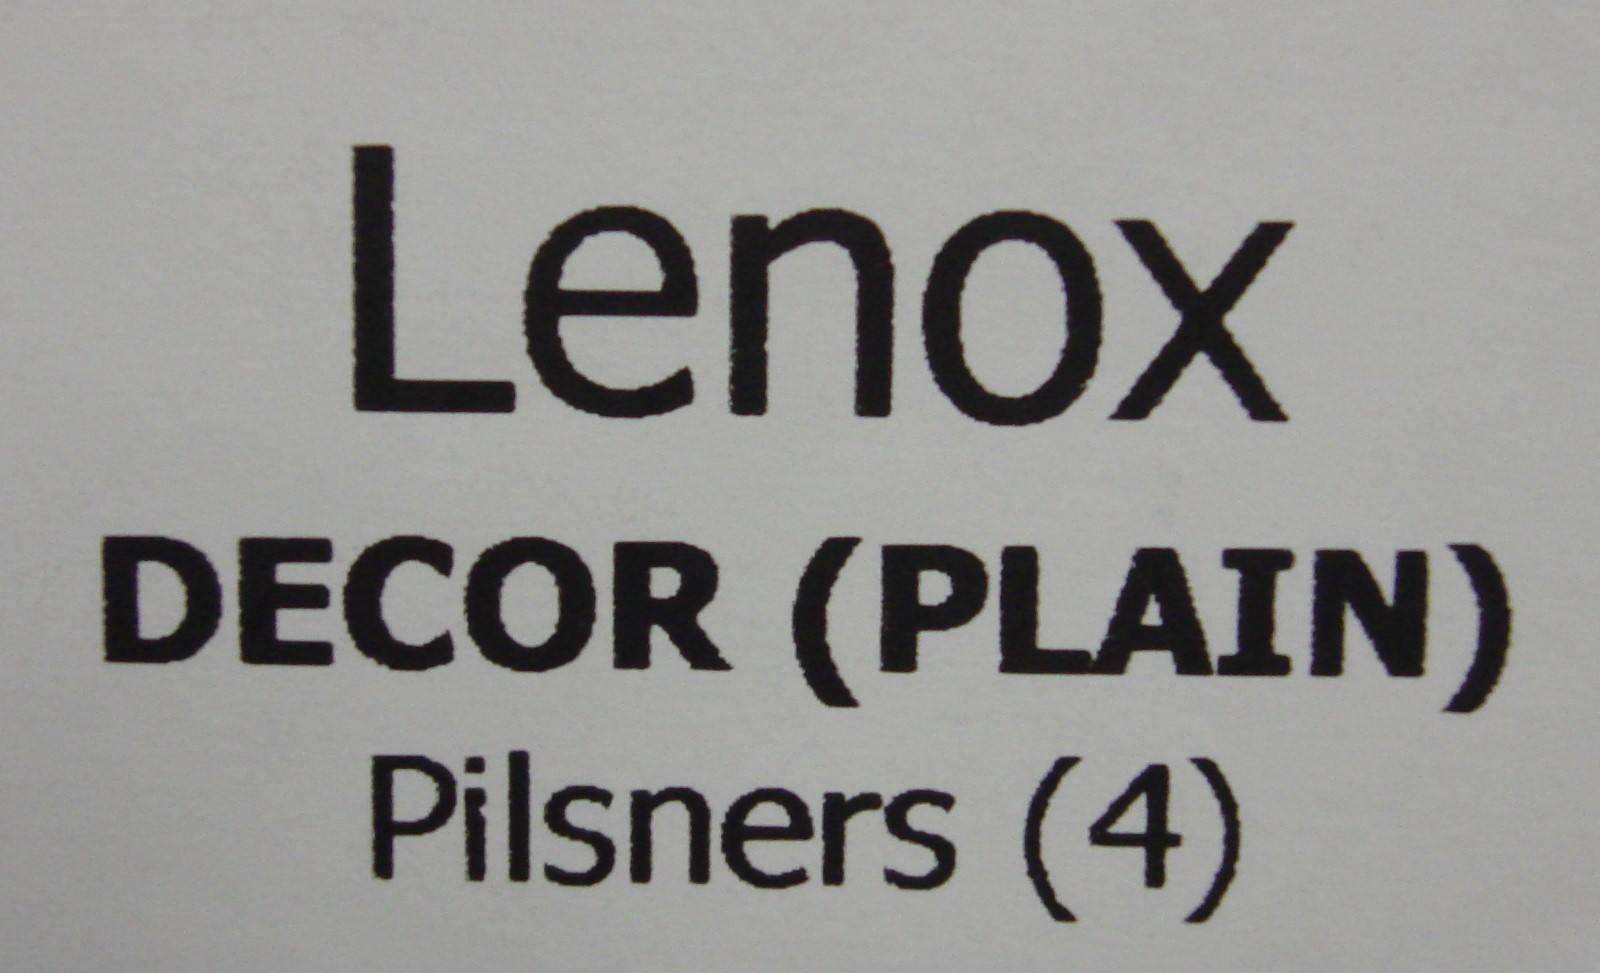 Lenox
DECOR (PLAIN)
Pilsners (4)